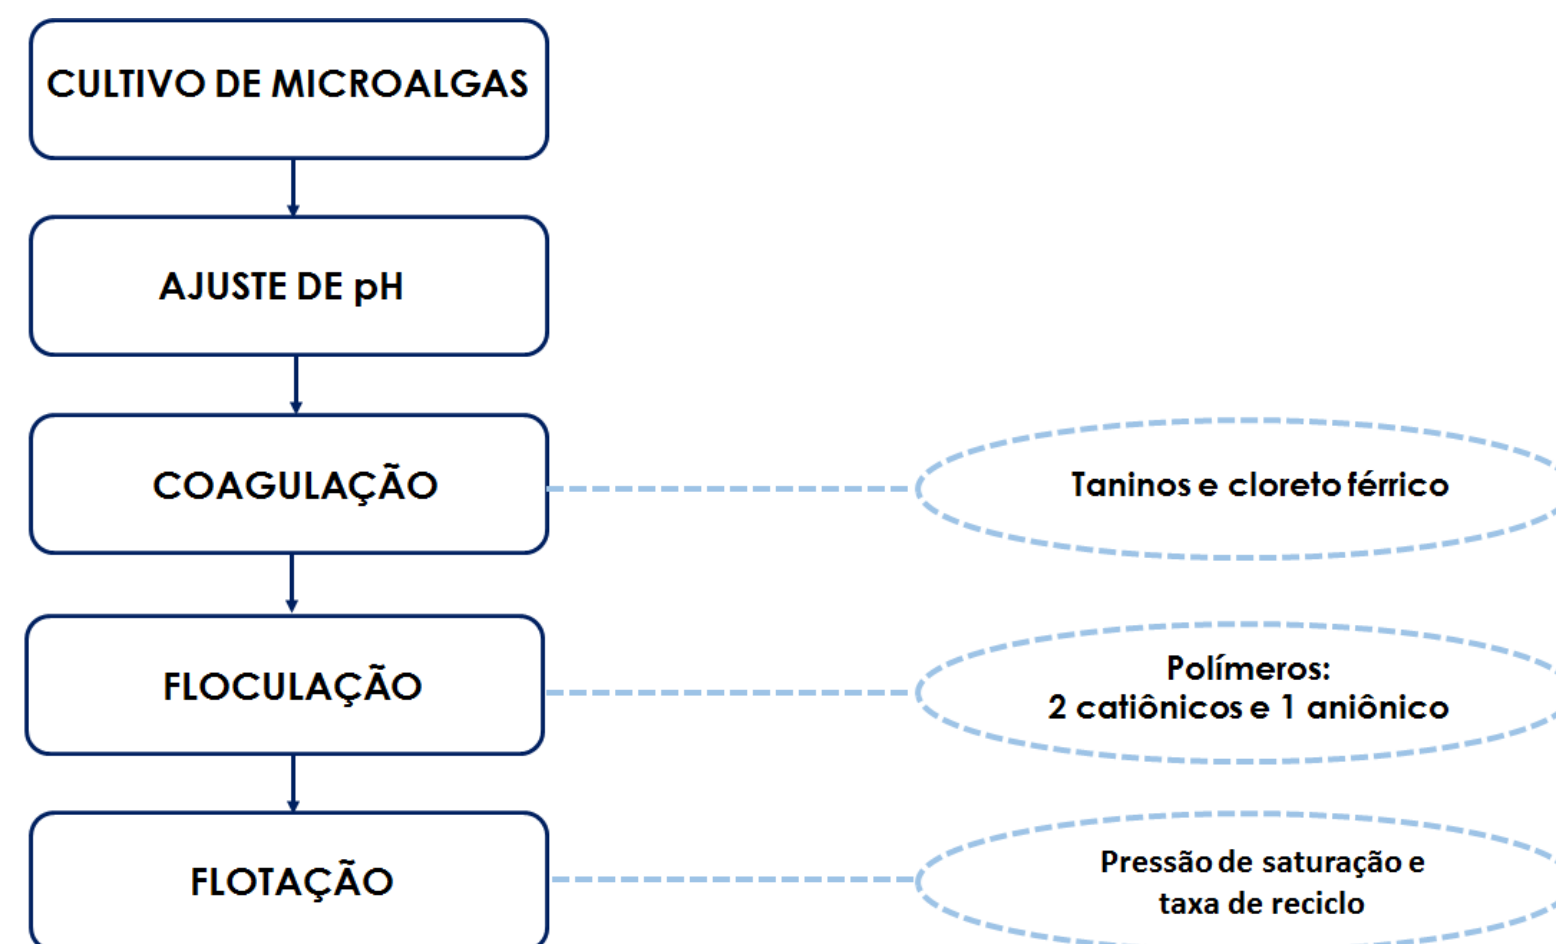 CULTIVO DE MICROALGAS
AJUSTE DE pH
COAGULAÇÃO
Taninos e cloreto férrico
FLOCULAÇÃO
Polímeros:
2 catiônicos e 1 aniônico
FLOTAÇÃO
Pressão de saturação e
taxa de reciclo